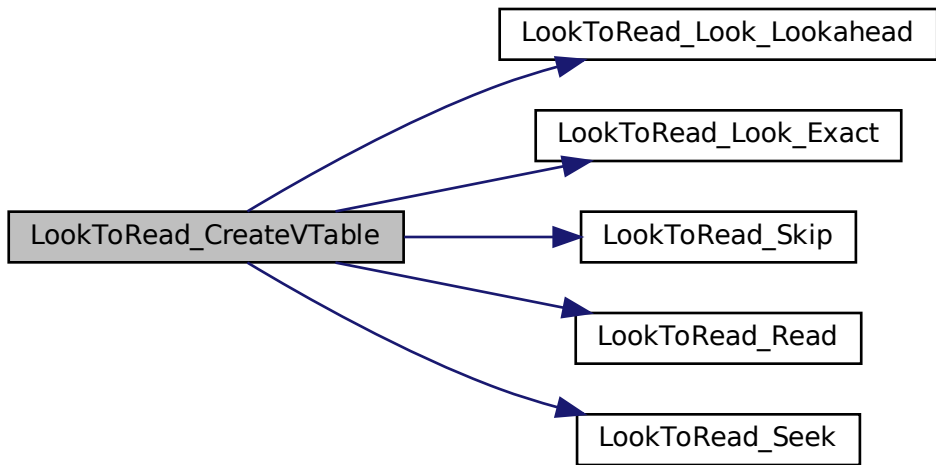 LookToRead_CreateVTable
LookToRead_Look_Lookahead
LookToRead_Look_Exact
LookToRead_Skip
LookToRead_Read
LookToRead_Seek